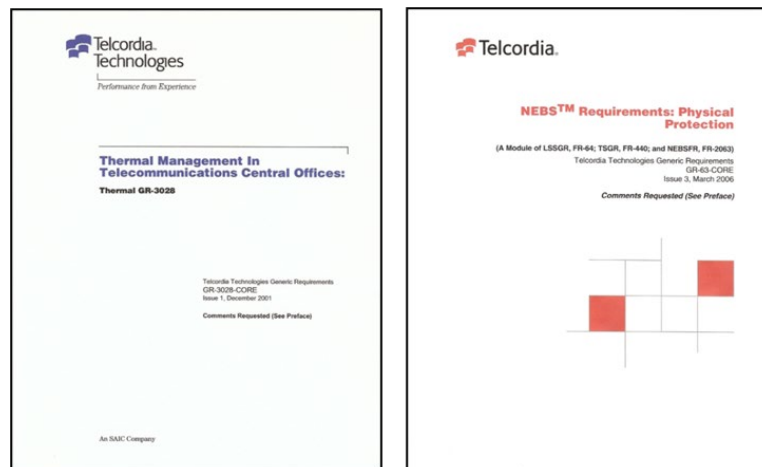 Telcordia™
Technologies
Performance from Experience
Thermal Management In
Telecommunications Central Offices:
Thermal GR-3028
Telcordia Technologies Generic Requirements
GR-3028-CORE
Issue 1, December 2001
Comments Requested (See Preface)
An SAIC Company
Telcordia®
NEBS™ Requirements: Physical
Protection
(A Module of LSSGR, FR-64; TSGR, FR-440; and NEBSFR, FR-2063)
Telcordia Technologies Generic Requirements
GR-63-CORE
Issue 3, March 2006
Comments Requested (See Preface)